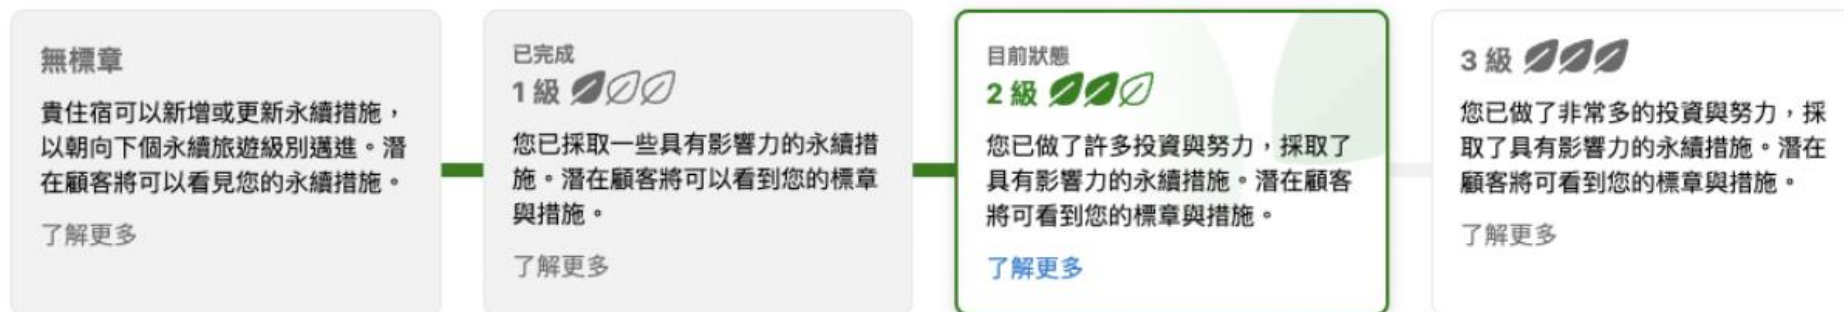 無標章
貴住宿可以新增或更新永續措施，
以朝向下個永續旅遊級別邁進。潛
在顧客將可以看見您的永續措施。
了解更多
已完成
1 級
您已採取一些具有影響力的永續措
施。潛在顧客將可以看到您的標章
與措施。
了解更多
目前狀態
2 級
您已做了許多投資與努力，採取了
具有影響力的永續措施。潛在顧客
將可看到您的標章與措施。
了解更多
3 級
您已做了非常多的投資與努力，採
取了具有影響力的永續措施。潛在
顧客將可看到您的標章與措施。
了解更多